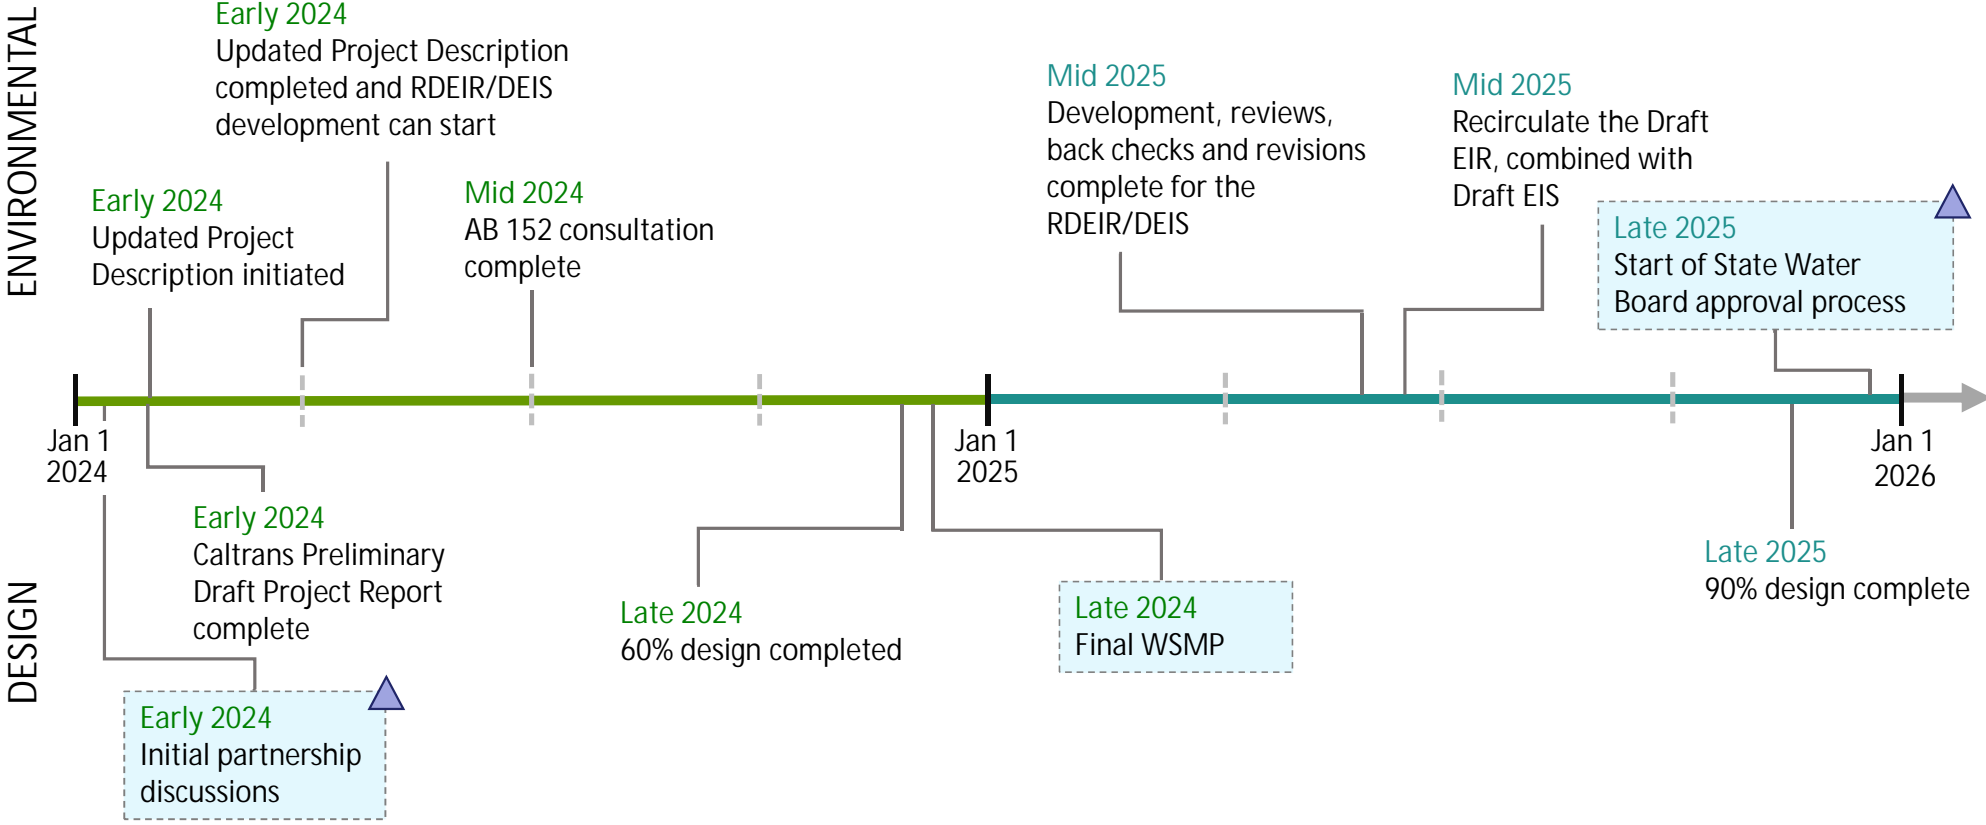 ENVIRONMENTAL
Early 2024
Updated Project Description
completed and RDEIR/DEIS
development can start
Early 2024
Updated Project
Description initiated
Mid 2024
AB 152 consultation
complete
Mid 2025
Development, reviews,
back checks and revisions
complete for the
RDEIR/DEIS
Mid 2025
Recirculate the Draft
EIR, combined with
Draft EIS
Late 2025
Start of State Water
Board approval process
Jan 1
2024
Jan 1
2025
Jan 1
2026
DESIGN
Early 2024
Caltrans Preliminary
Draft Project Report
complete
Early 2024
Initial partnership
discussions
Late 2024
60% design completed
Late 2024
Final WSMP
Late 2025
90% design complete